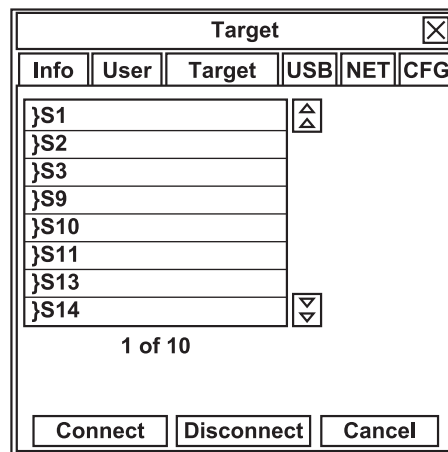 Target
Info User Target USB NET CFG
}S1
}S2
}S3
}S9
}S10
}S11
}S13
}S14
1 of 10
Connect Disconnect Cancel